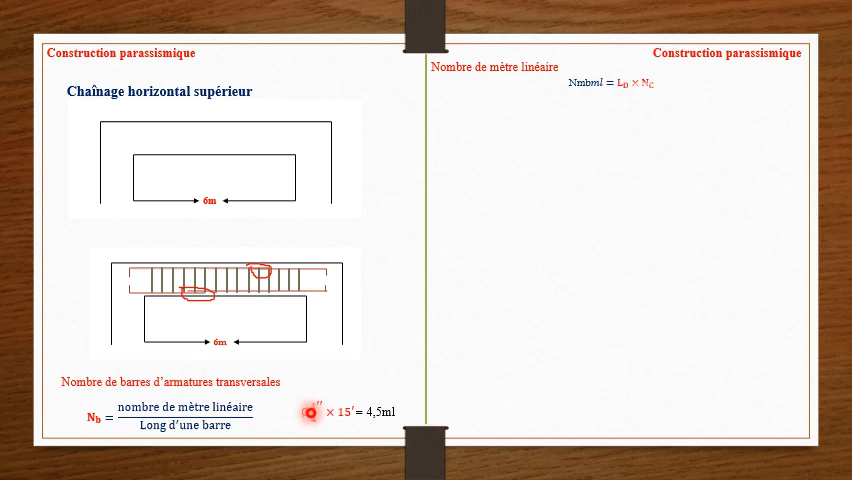 Construction parassismique
Chaînage horizontal supérieur
6m
6m
Nombre de barres d'armatures transversales
N_b = nombre de mètre linéaire / Long d'une barre
'' × 15' = 4,5ml
Construction parassismique
Nombre de mètre linéaire
Nmbml = L_D × N_C